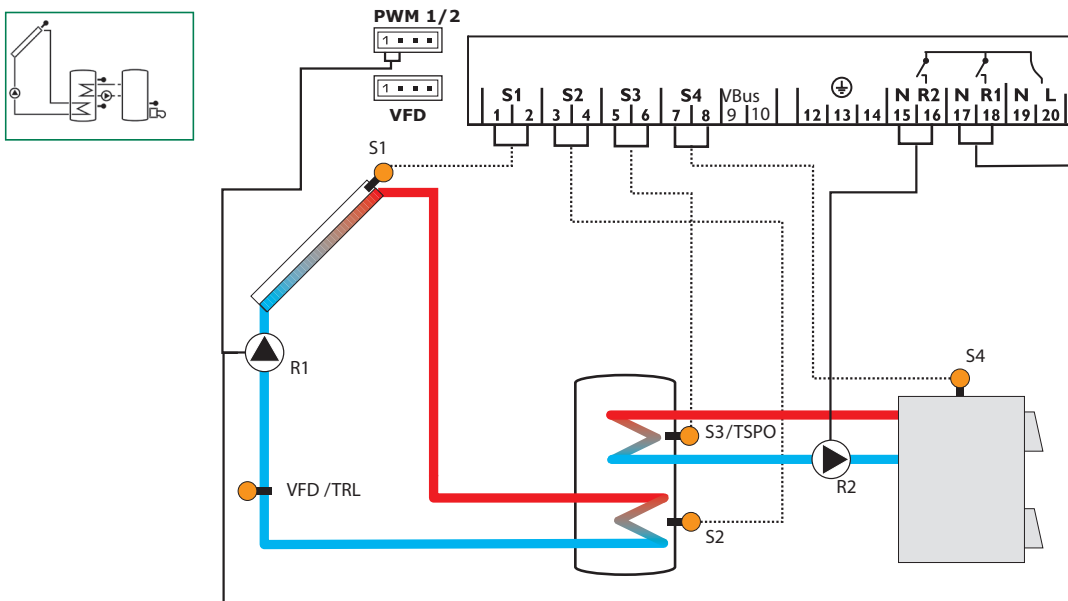 PWM 1/2
1
1
VFD
S1 S2 S3 S4 VBus N R2 N R1 N L
1 2 3 4 5 6 7 8 9 10 12 13 14 15 16 17 18 19 20
S1
R1
VFD /TRL
S3/TSPO
S2
R2
S4